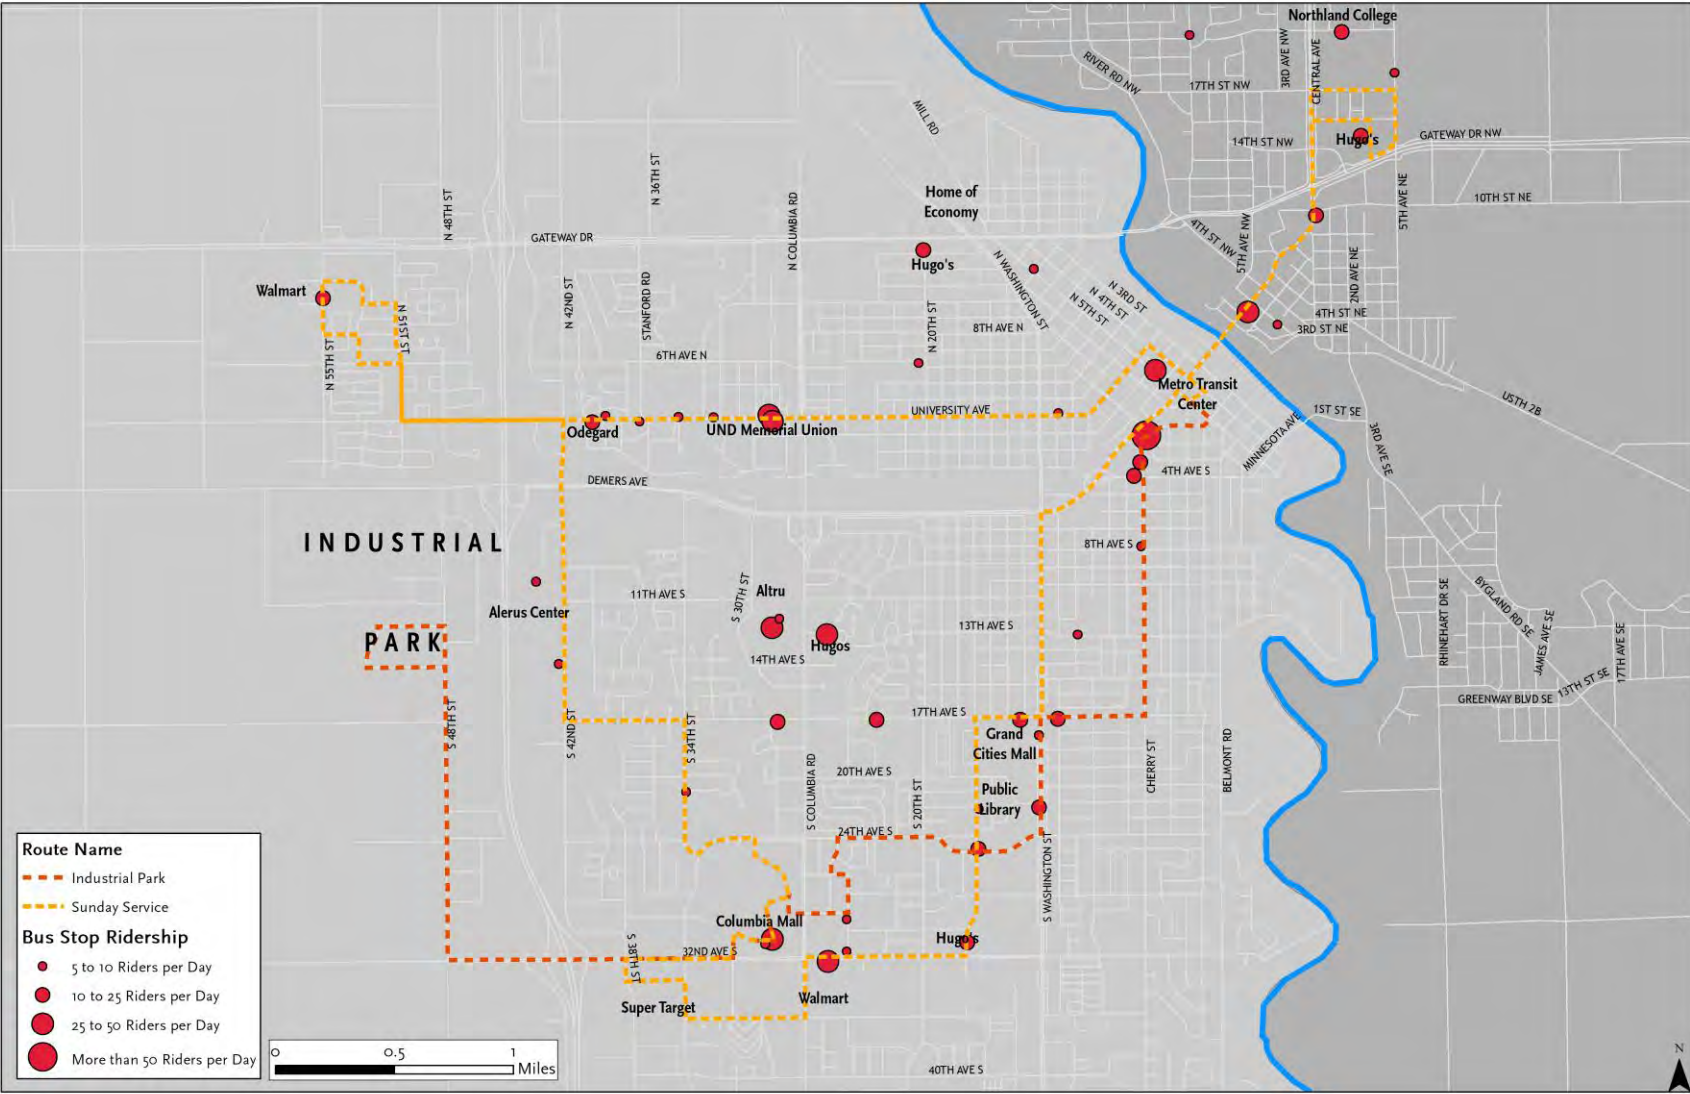 Northland College
RIVER RD NW
17TH ST NW
3RD AVE NW
CENTRAL AVE
MILL RD
14TH ST NW
Hugo's
GATEWAY DR NW
N 36TH ST
N 48TH ST
N COLUMBIA RD
Home of
Economy
5TH AVE NE
10TH ST NE
4TH ST NW
5TH AVE NW
GATEWAY DR
Hugo's
N WASHINGTON ST
2ND AVE NE
Walmart
N 42ND ST
STANFORD RD
N 3RD ST
N 4TH ST
N 5TH ST
N 51ST ST
N 20TH ST
8TH AVE N
4TH ST NE
3RD ST NE
N 55TH ST
6TH AVE N
Metro Transit
Center
USTH 2B
UNIVERSITY AVE
1ST ST SE
Odegard
UND Memorial Union
MINNESOTA AVE
3RD AVE SE
4TH AVE S
DEMERS AVE
INDUSTRIAL
8TH AVE S
Altru
S 30TH ST
11TH AVE S
Alerus Center
13TH AVE S
BYGLAND RD SE
RHINEHART DR SE
JAMES AVE SE
17TH AVE SE
PARK
Hugos
14TH AVE S
13TH ST SE
GREENWAY BLVD SE
S 48TH ST
S 42ND ST
S 34TH ST
17TH AVE S
Grand
Cities Mall
CHERRY ST
BELMONT RD
S COLUMBIA RD
20TH AVE S
S 20TH ST
Public
Library
24TH AVE S
S WASHINGTON ST
Columbia Mall
Hugo's
S 38TH ST
32ND AVE S
Walmart
Super Target
40TH AVE S
Route Name
Industrial Park
Sunday Service
Bus Stop Ridership
5 to 10 Riders per Day
10 to 25 Riders per Day
25 to 50 Riders per Day
More than 50 Riders per Day
0 0.5 1
Miles
N